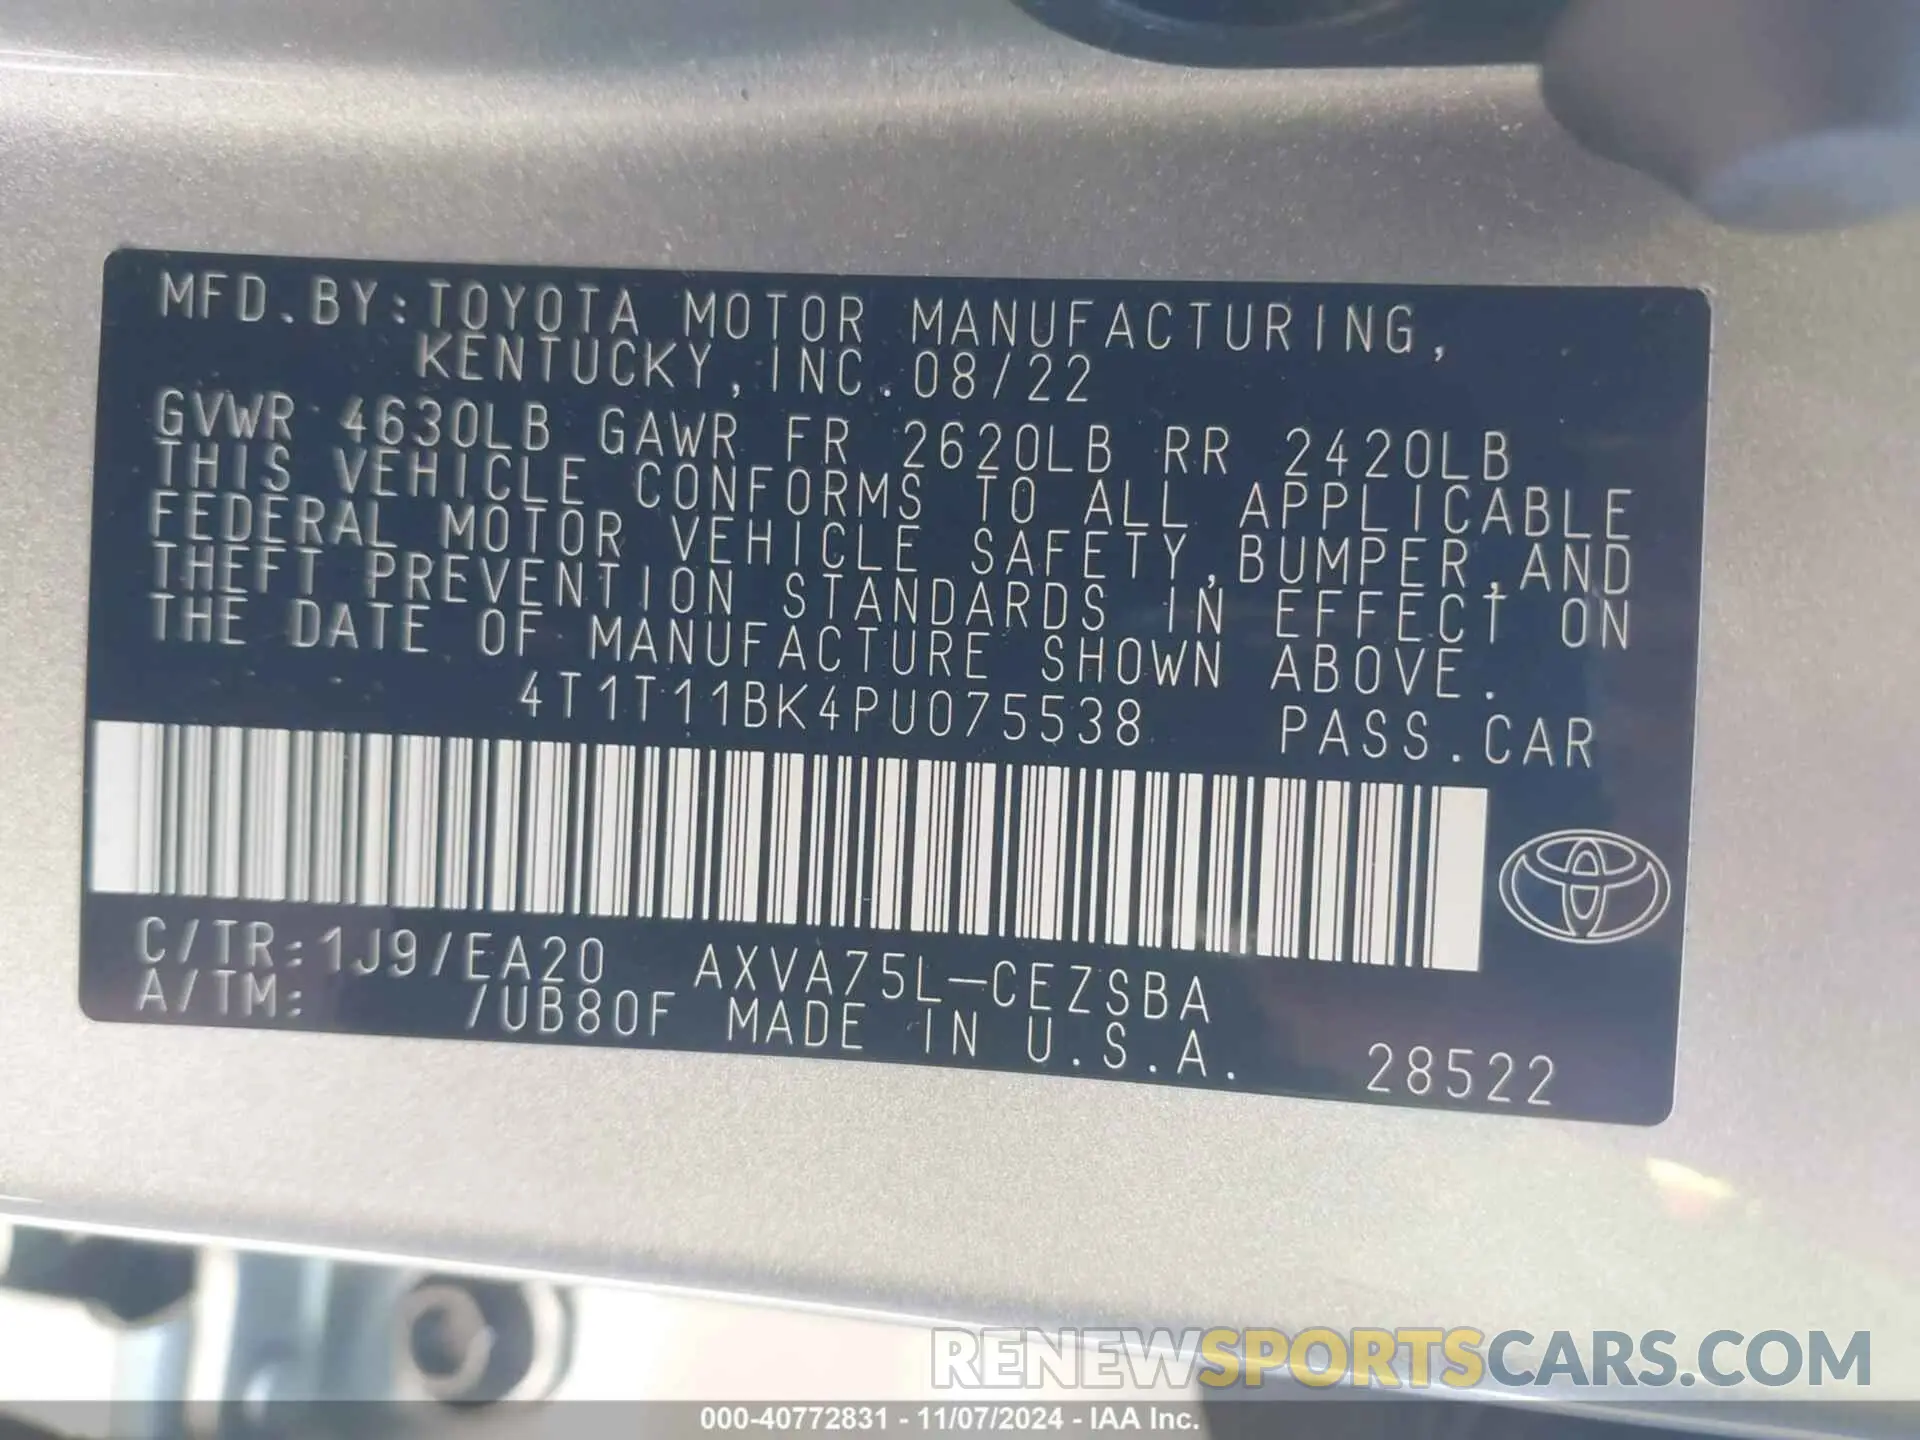 MFD.BY:TOYOTA MOTOR MANUFACTURING,
KENTUCKY,INC.08/22
GVWR 4630LB GAWR FR 2620LB RR 2420LB
THIS VEHICLE CONFORMS TO ALL APPLICABLE
FEDERAL MOTOR VEHICLE SAFETY,BUMPER,AND
THEFT PREVENTION STANDARDS IN EFFECT ON
THE DATE OF MANUFACTURE SHOWN ABOVE.
4T1T11BK4PU075538 PASS.CAR
C/TR:1J9/EA20 AXVA75L-CEZSBA
A/TM: /UB80F MADE IN U.S.A. 28522
RENEWSPORTSCARS.COM
000-40772831 - 11/07/2024 - IAA Inc.